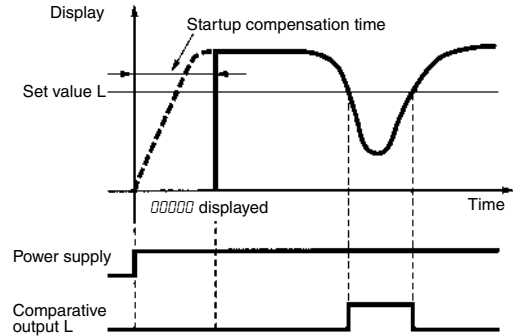 Display
Startup compensation time
Set value L
00000 displayed
Time
Power supply
Comparative
output L